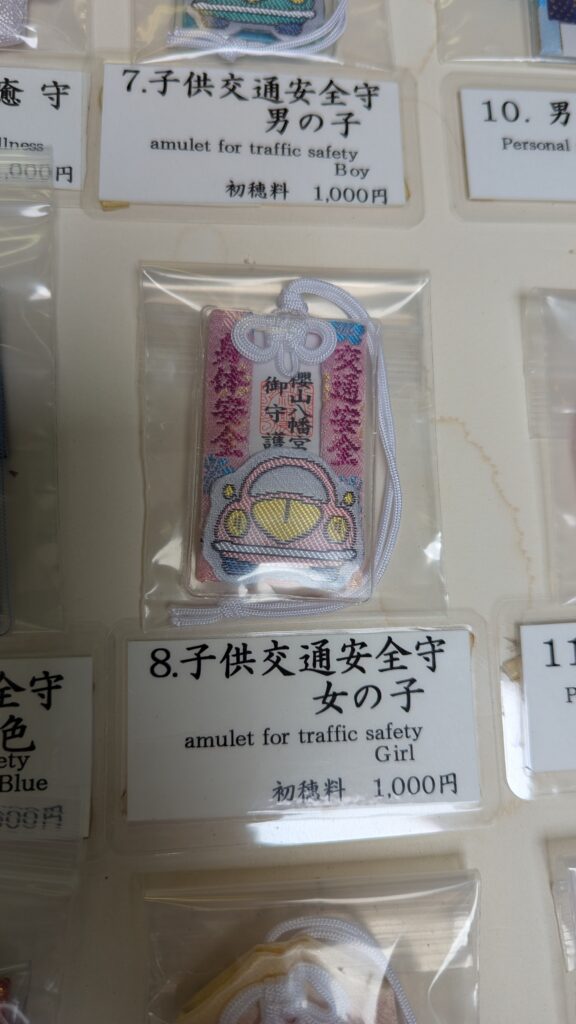 癒守
llness
,000円
7.子供交通安全守
男の子
amulet for traffic safety
Boy
初穂料 1,000円
10. 男
Personal
交通安全
櫻山八幡宮
御守護
身体安全
8.子供交通安全守
女の子
amulet for traffic safety
Girl
初穂料 1,000円
全守
色
ety
Blue
500円
11
P